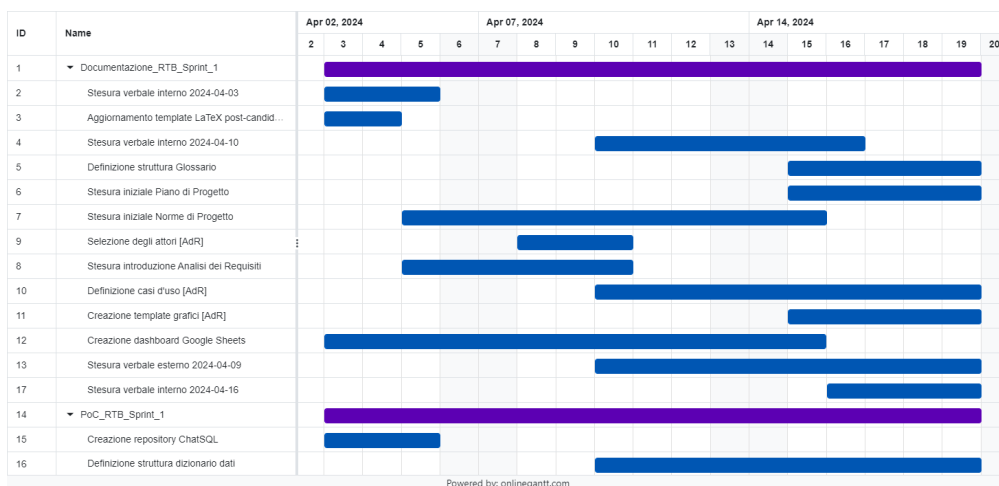 ID Name Apr 02, 2024 Apr 07, 2024 Apr 14, 2024
2 3 4 5 6 7 8 9 10 11 12 13 14 15 16 17 18 19 20
1 Documentazione_RTB_Sprint_1
2 Stesura verbale interno 2024-04-03
3 Aggiornamento template LaTeX post-candid...
4 Stesura verbale interno 2024-04-10
5 Definizione struttura Glossario
6 Stesura iniziale Piano di Progetto
7 Stesura iniziale Norme di Progetto
9 Selezione degli attori [AdR]
8 Stesura introduzione Analisi dei Requisiti
10 Definizione casi d'uso [AdR]
11 Creazione template grafici [AdR]
12 Creazione dashboard Google Sheets
13 Stesura verbale esterno 2024-04-09
17 Stesura verbale interno 2024-04-16
14 PoC_RTB_Sprint_1
15 Creazione repository ChatSQL
16 Definizione struttura dizionario dati
Powered by: onlinegantt.com